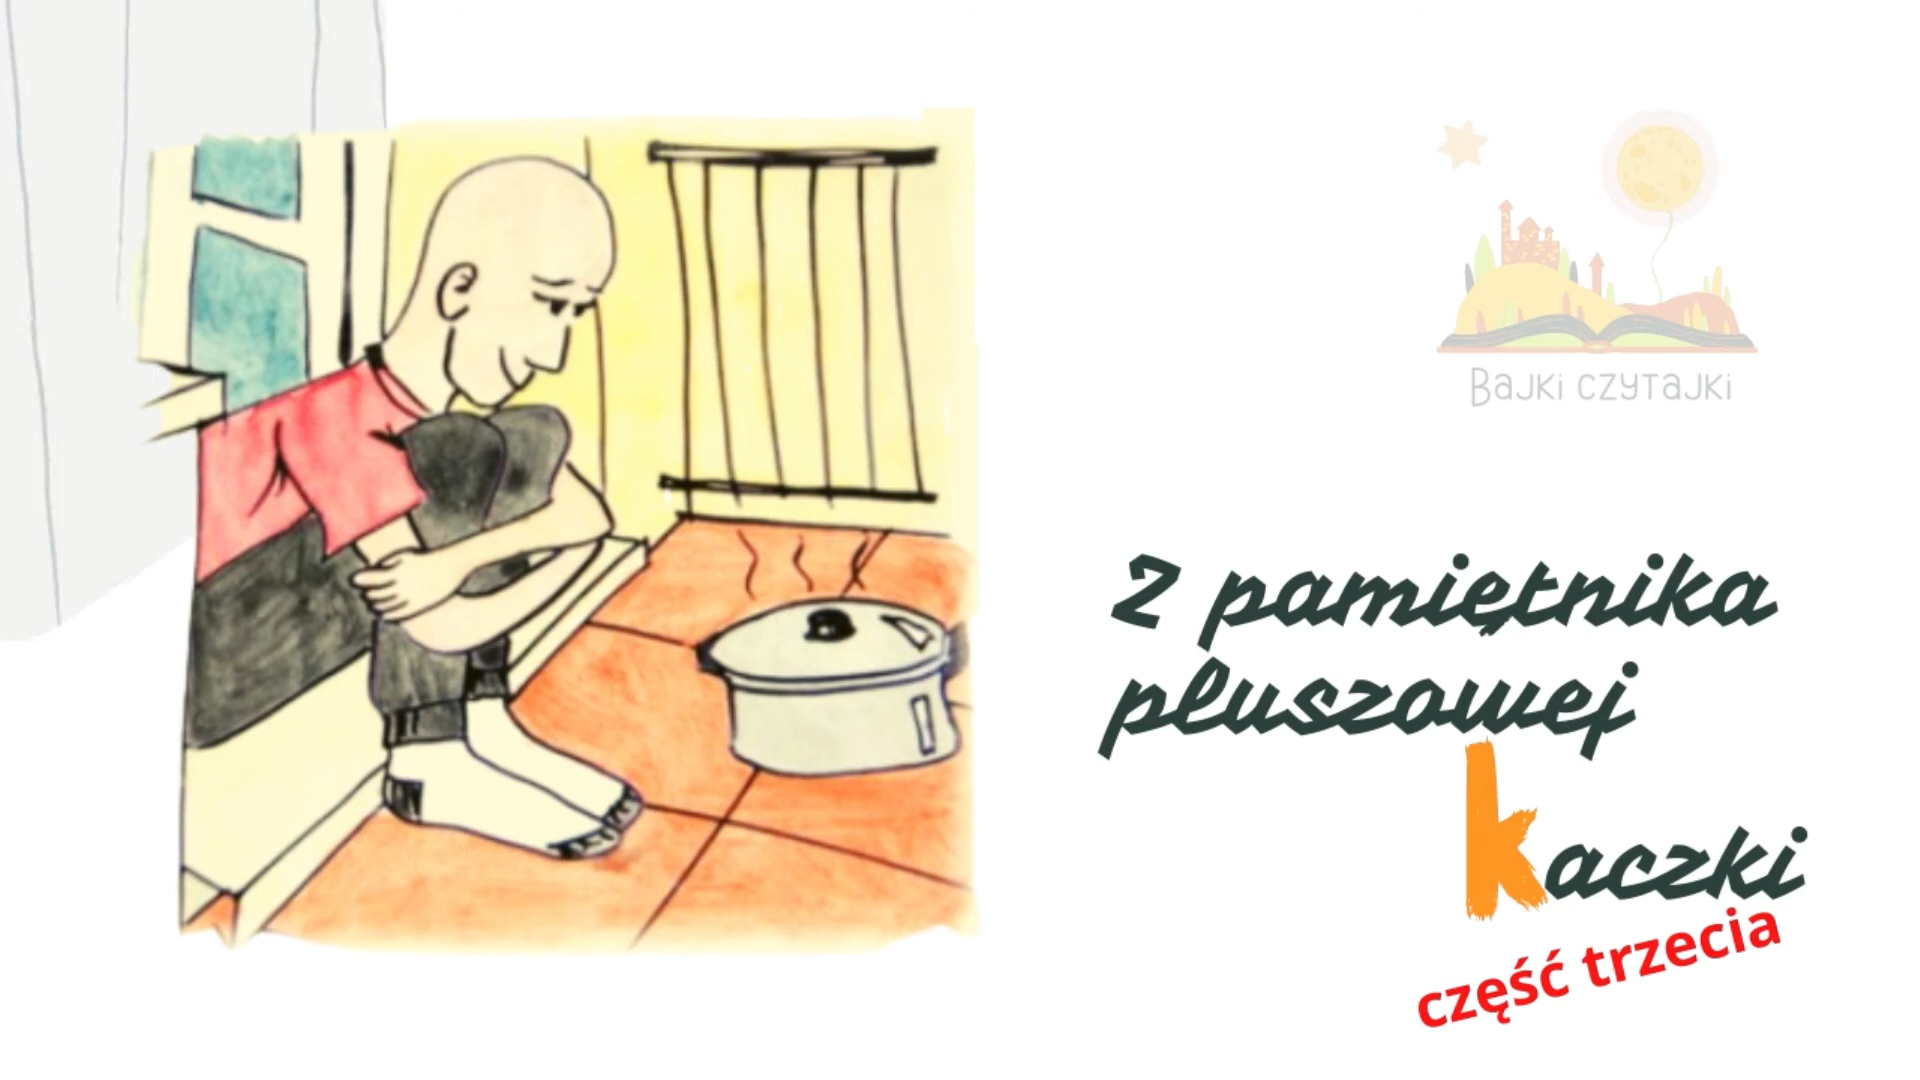 Bajki czytajki
Z pamiętnika
pluszowej
kaczki
część trzecia